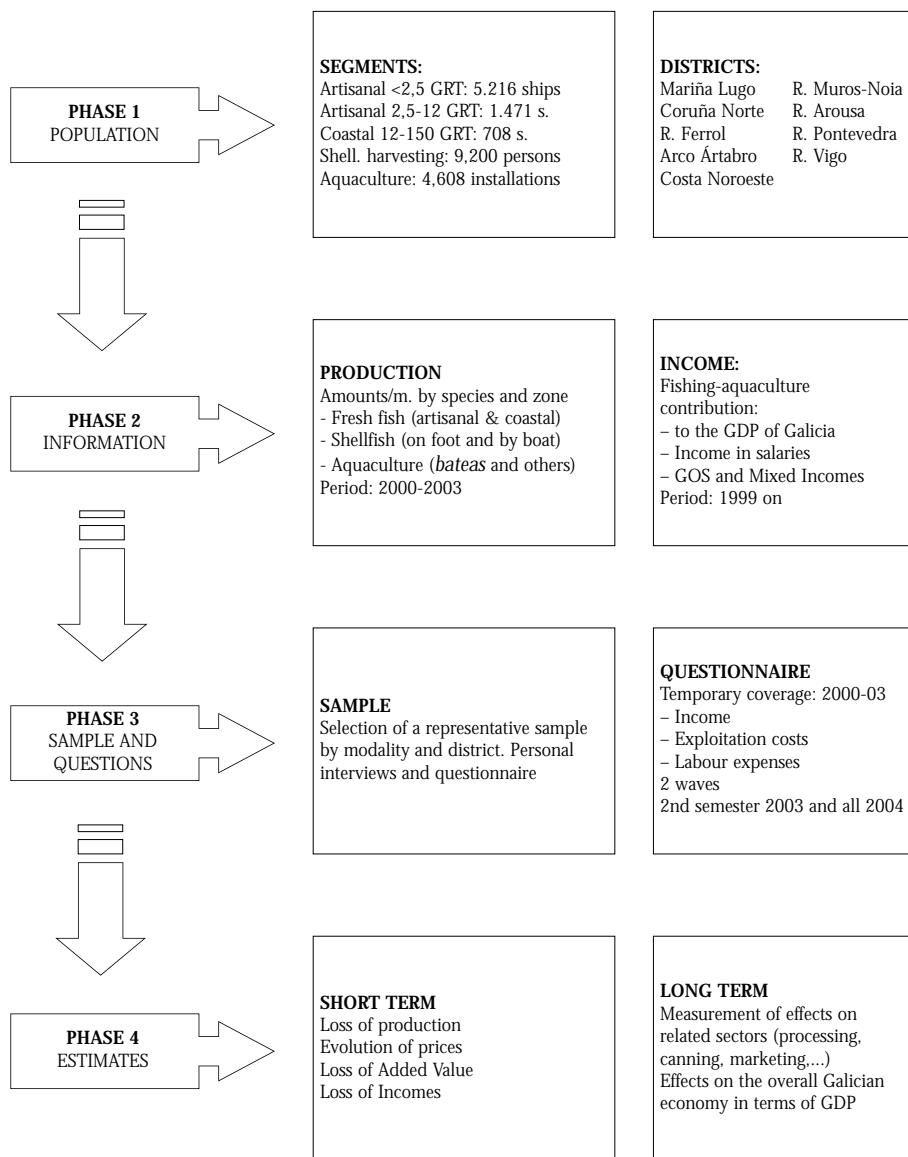 PHASE 1
POPULATION
SEGMENTS:
Artisanal <2,5 GRT: 5.216 ships
Artisanal 2,5-12 GRT: 1.471 s.
Coastal 12-150 GRT: 708 s.
Shell. harvesting: 9,200 persons
Aquaculture: 4,608 installations
DISTRICTS:
Mariña Lugo
Coruña Norte
R. Ferrol
Arco Ártabro
Costa Noroeste
R. Muros-Noia
R. Arousa
R. Pontevedra
R. Vigo
PHASE 2
INFORMATION
PRODUCTION
Amounts/m. by species and zone
- Fresh fish (artisanal & coastal)
- Shellfish (on foot and by boat)
- Aquaculture (bateas and others)
Period: 2000-2003
INCOME:
Fishing-aquaculture
contribution:
– to the GDP of Galicia
– Income in salaries
– GOS and Mixed Incomes
Period: 1999 on
PHASE 3
SAMPLE AND
QUESTIONS
SAMPLE
Selection of a representative sample
by modality and district. Personal
interviews and questionnaire
QUESTIONNAIRE
Temporary coverage: 2000-03
– Income
– Exploitation costs
– Labour expenses
2 waves
2nd semester 2003 and all 2004
PHASE 4
ESTIMATES
SHORT TERM
Loss of production
Evolution of prices
Loss of Added Value
Loss of Incomes
LONG TERM
Measurement of effects on
related sectors (processing,
canning, marketing,...)
Effects on the overall Galician
economy in terms of GDP